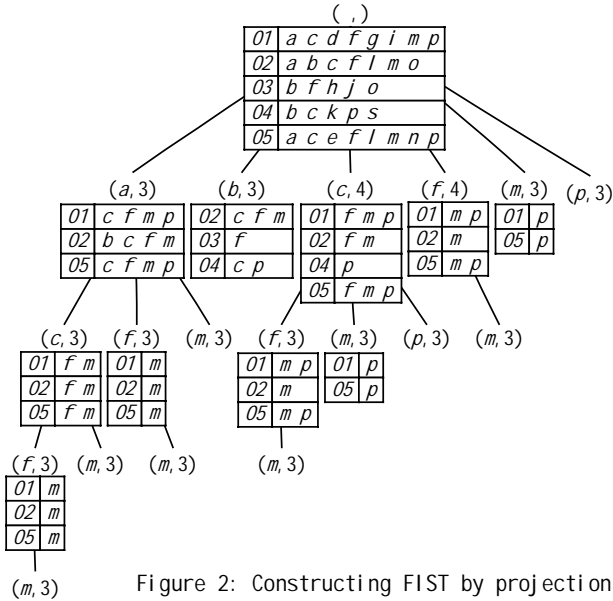 ( , )
01 a c d f g i m p
02 a b c f l m o
03 b f h j o
04 b c k p s
05 a c e f l m n p
(a,3) (b,3) (c,4) (f,4) (m,3) (p,3)
01 c f m p 02 c f m 01 f m p 01 m p 01 p
02 b c f m 03 f 02 f m 02 m 05 p
05 c f m p 04 c p 04 p 05 m p
05 f m p
(c,3) (f,3) (m,3) (f,3) (m,3) (p,3) (m,3)
01 f m 01 m 01 m p 01 p
02 f m 02 m 02 m 05 p
05 f m 05 m 05 m p
(f,3) (m,3) (m,3) (m,3)
01 m
02 m
05 m
(m,3)
Figure 2: Constructing FIST by projection